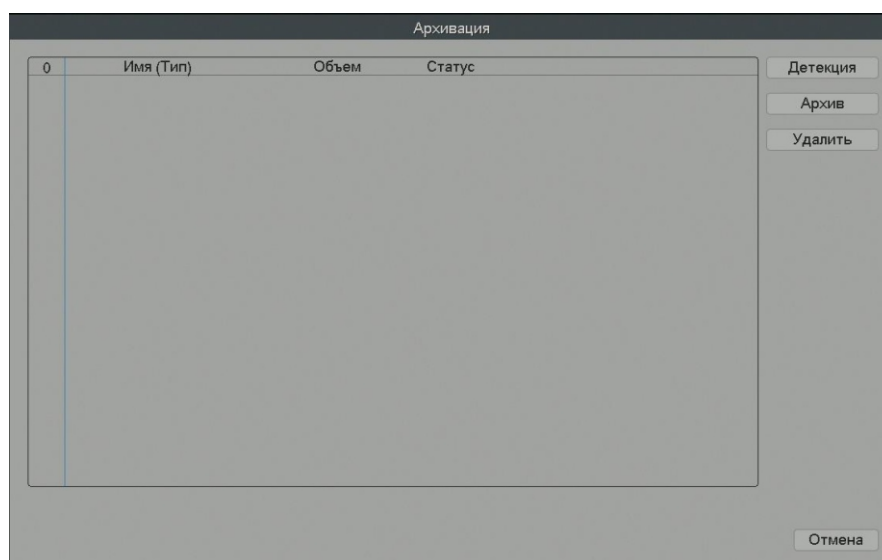 Архивация
0 Имя (Тип) Объем Статус
Детекция
Архив
Удалить
Отмена